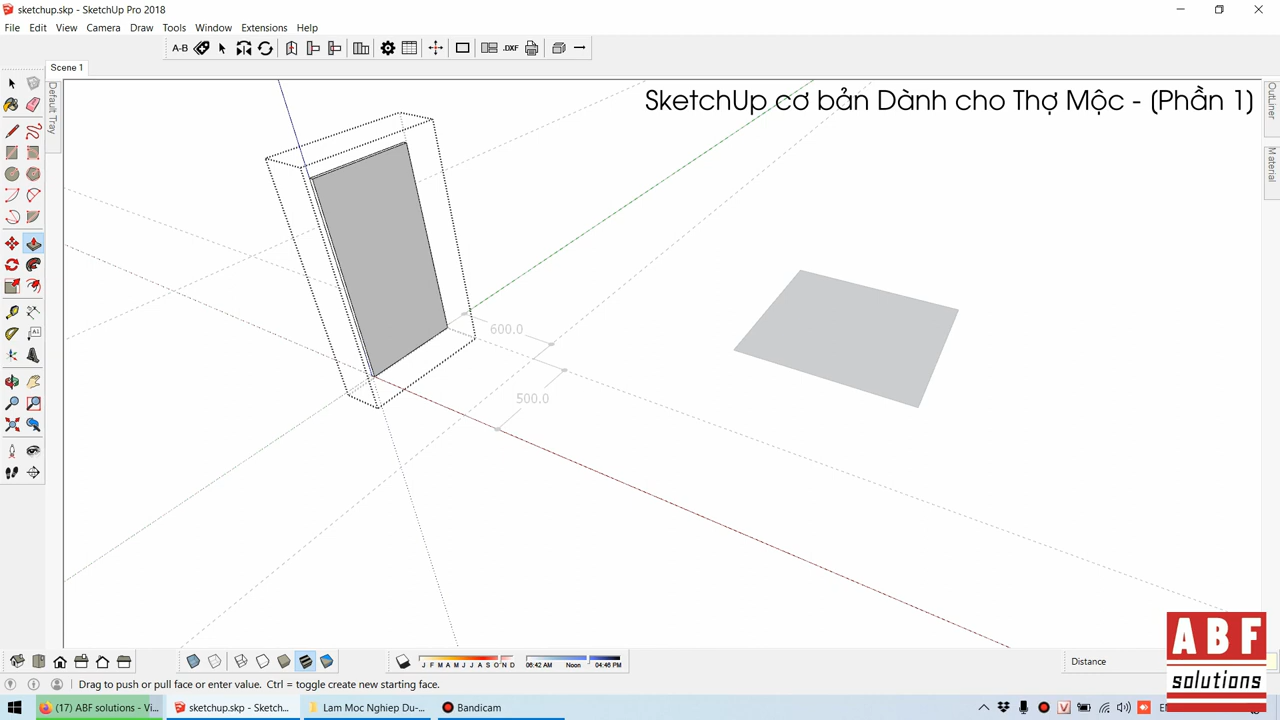 sketchup.skp - SketchUp Pro 2018
File Edit View Camera Draw Tools Window Extensions Help
A-B
.DXF
Scene 1
Default Tray
OutLiner
Material
SketchUp cơ bản Dành cho Thợ Mộc - (Phần 1)
600.0
500.0
ABF
solutions
J F M A M J J A S O N D
06:42 AM Noon 04:46 PM
Distance
Drag to push or pull face or enter value. Ctrl = toggle create new starting face.
(17) ABF solutions - Vi...
sketchup.skp - Sketch...
Lam Moc Nghiep Du-...
Bandicam